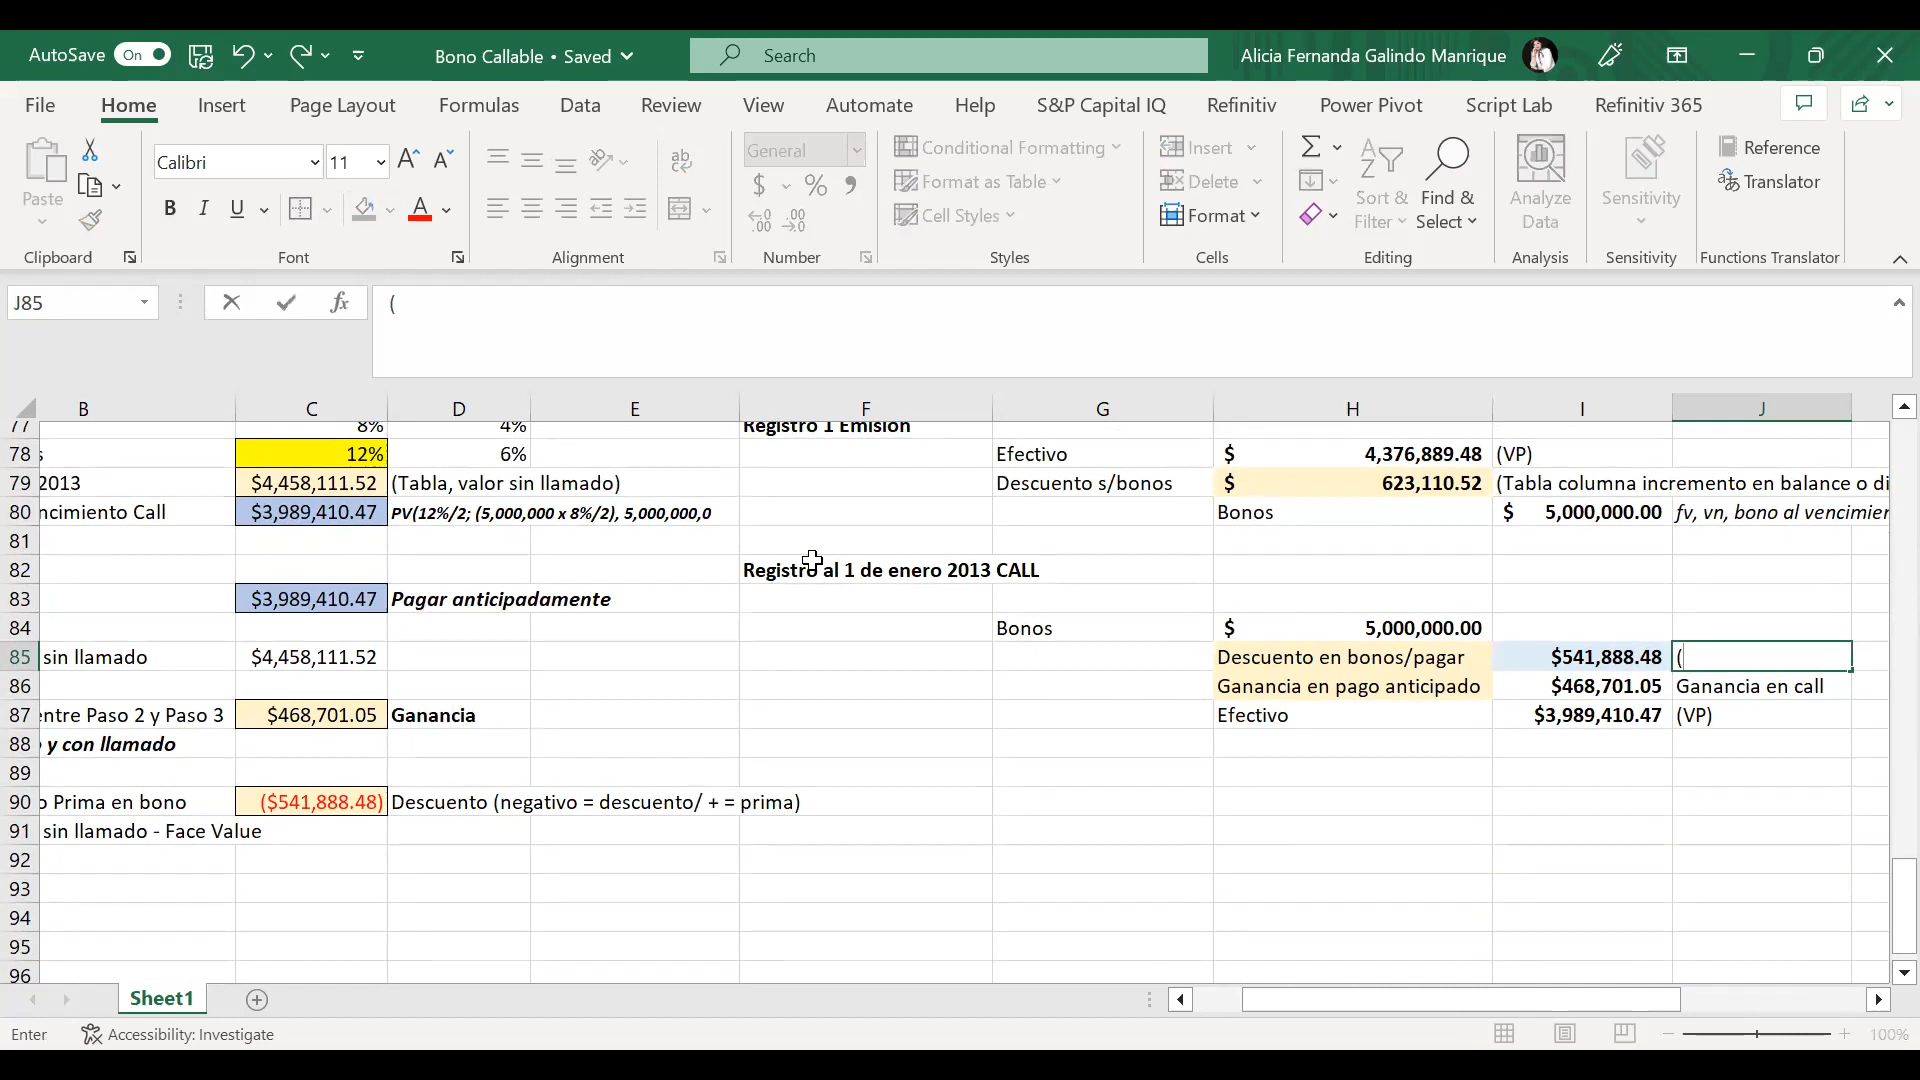 AutoSave On Bono Callable • Saved Search Alicia Fernanda Galindo Manrique
File Home Insert Page Layout Formulas Data Review View Automate Help S&P Capital IQ Refinitiv Power Pivot Script Lab Refinitiv 365
Paste
Calibri 11
B I U
ab
General
$ %
Conditional Formatting
Format as Table
Cell Styles
Insert
Delete
Format
Sort & Filter
Find & Select
Analyze Data
Sensitivity
Reference
Translator
Clipboard Font Alignment Number Styles Cells Editing Analysis Sensitivity Functions Translator
J85 fx (
B C D E F G H I J
77 8% 4% Registro 1 Emision
78 s 12% 6% Efectivo $ 4,376,889.48 (VP)
79 2013 $4,458,111.52 (Tabla, valor sin llamado) Descuento s/bonos $ 623,110.52 (Tabla columna incremento en balance o di
80 ncimiento Call $3,989,410.47 PV(12%/2; (5,000,000 x 8%/2), 5,000,000,0 Bonos $ 5,000,000.00 fv, vn, bono al vencimier
81
82 Registro al 1 de enero 2013 CALL
83 $3,989,410.47 Pagar anticipadamente
84 Bonos $ 5,000,000.00
85 sin llamado $4,458,111.52 Descuento en bonos/pagar $541,888.48 (
86 Ganancia en pago anticipado $468,701.05 Ganancia en call
87 entre Paso 2 y Paso 3 $468,701.05 Ganancia Efectivo $3,989,410.47 (VP)
88 o y con llamado
89
90 o Prima en bono ($541,888.48) Descuento (negativo = descuento/ + = prima)
91 sin llamado - Face Value
92
93
94
95
96
Sheet1
Enter Accessibility: Investigate 100%